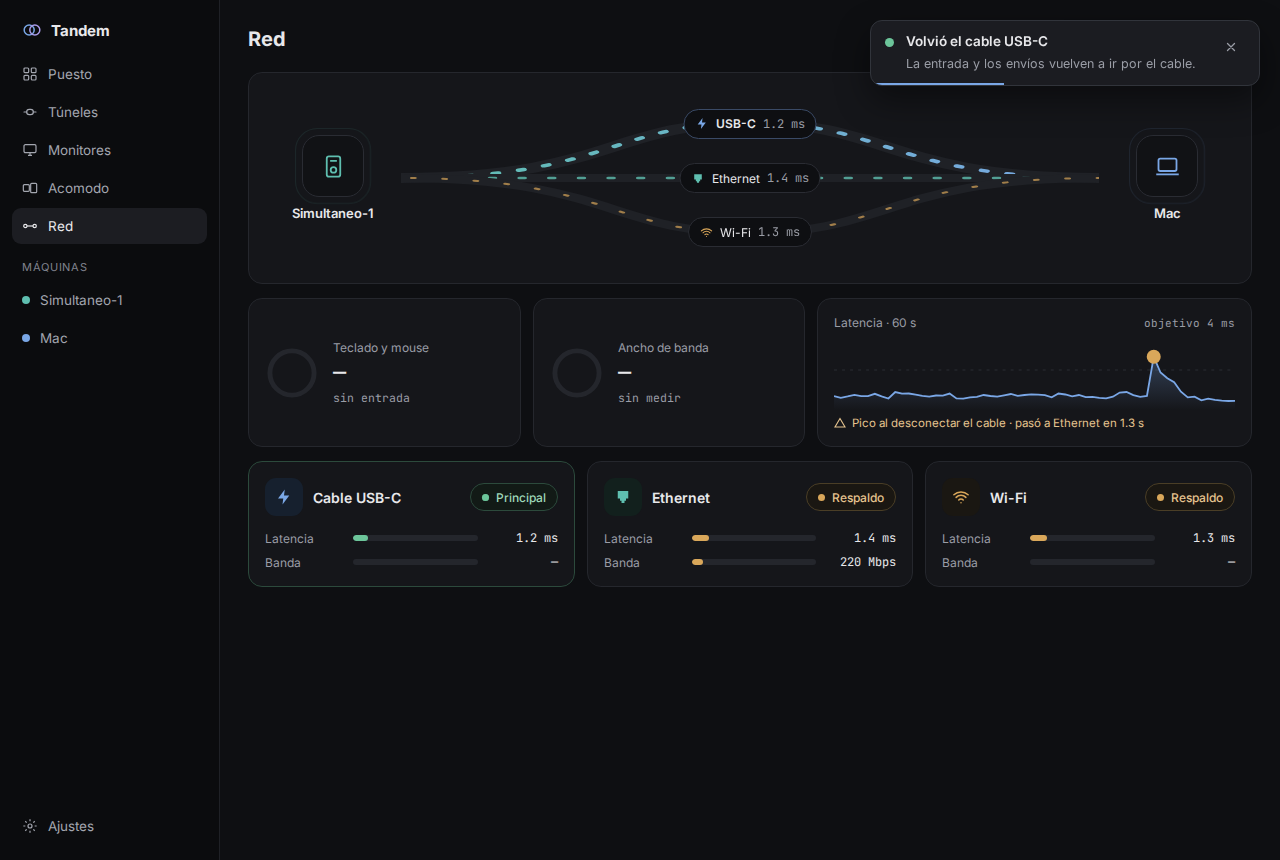 Tandem
Puesto
Túneles
Monitores
Acomodo
Red
MÁQUINAS
Simultaneo-1
Mac
Ajustes
Red
Volvió el cable USB-C
La entrada y los envíos vuelven a ir por el cable.
USB-C 1.2 ms
Ethernet 1.4 ms
Wi-Fi 1.3 ms
Simultaneo-1
Mac
Teclado y mouse
—
sin entrada
Ancho de banda
—
sin medir
Latencia · 60 s
objetivo 4 ms
Pico al desconectar el cable · pasó a Ethernet en 1.3 s
Cable USB-C
Principal
Latencia 1.2 ms
Banda —
Ethernet
Respaldo
Latencia 1.4 ms
Banda 220 Mbps
Wi-Fi
Respaldo
Latencia 1.3 ms
Banda —